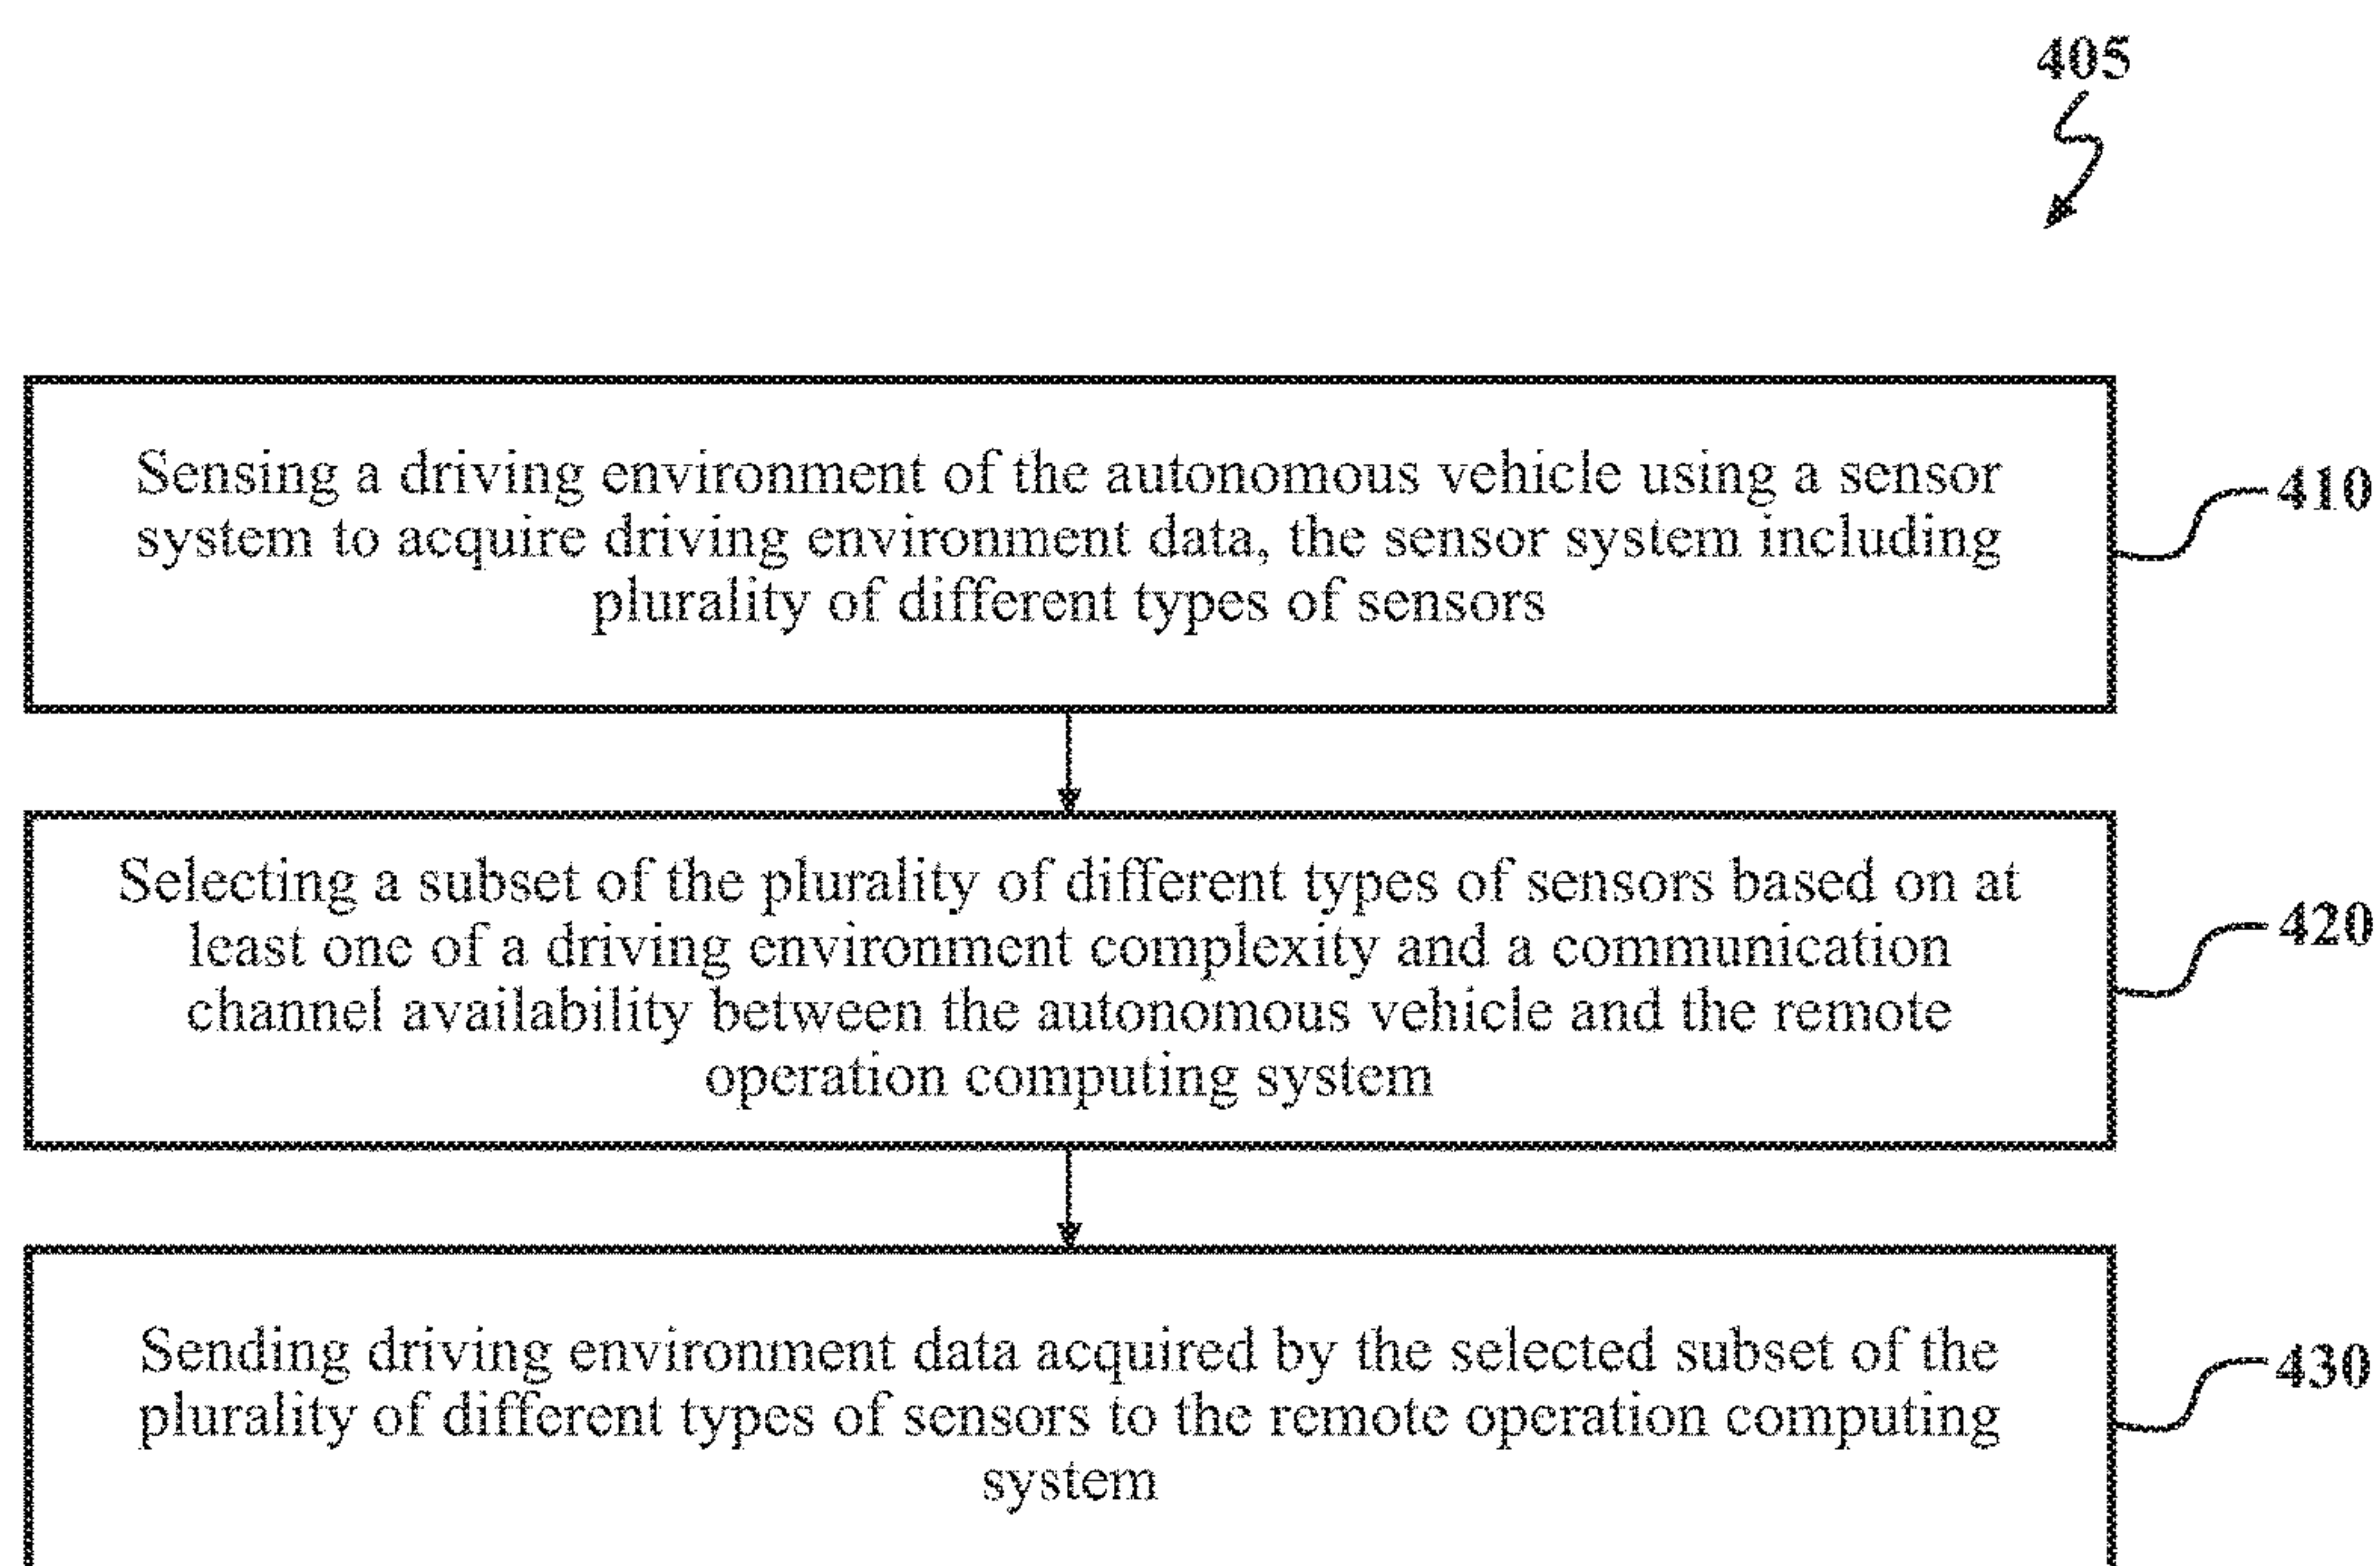 405
Sensing a driving environment of the autonomous vehicle using a sensor
system to acquire driving environment data, the sensor system including
plurality of different types of sensors
410
Selecting a subset of the plurality of different types of sensors based on at
least one of a driving environment complexity and a communication
channel availability between the autonomous vehicle and the remote
operation computing system
420
Sending driving environment data acquired by the selected subset of the
plurality of different types of sensors to the remote operation computing
system
430